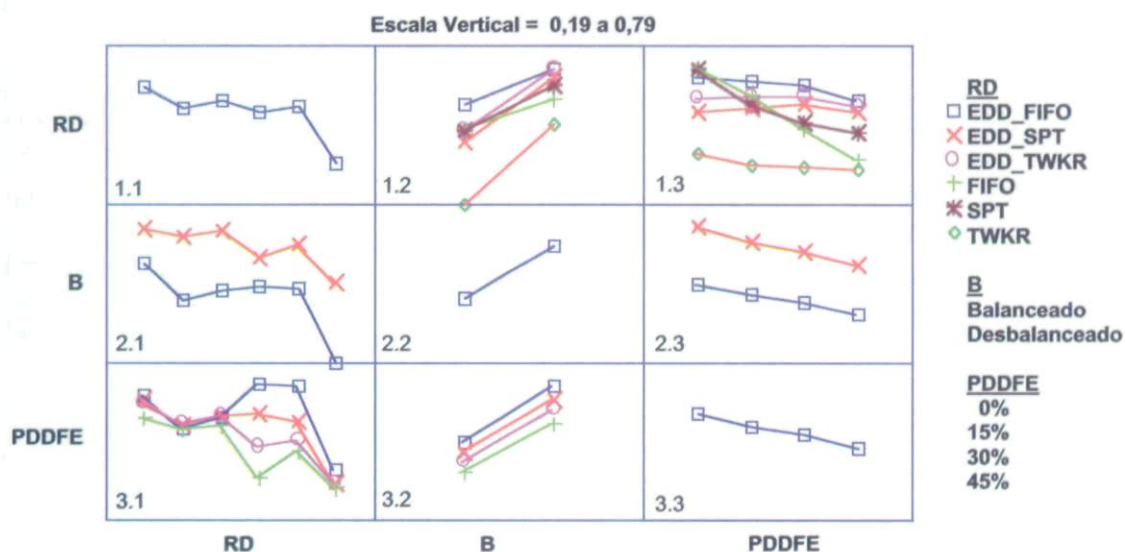 Escala Vertical = 0,19 a 0,79
RD
1.1
1.2
1.3
B
2.1
2.2
2.3
PDDFE
3.1
3.2
3.3
RD
B
PDDFE
RD
EDD_FIFO
EDD_SPT
EDD_TWKR
FIFO
SPT
TWKR
B
Balanceado
Desbalanceado
PDDFE
0%
15%
30%
45%